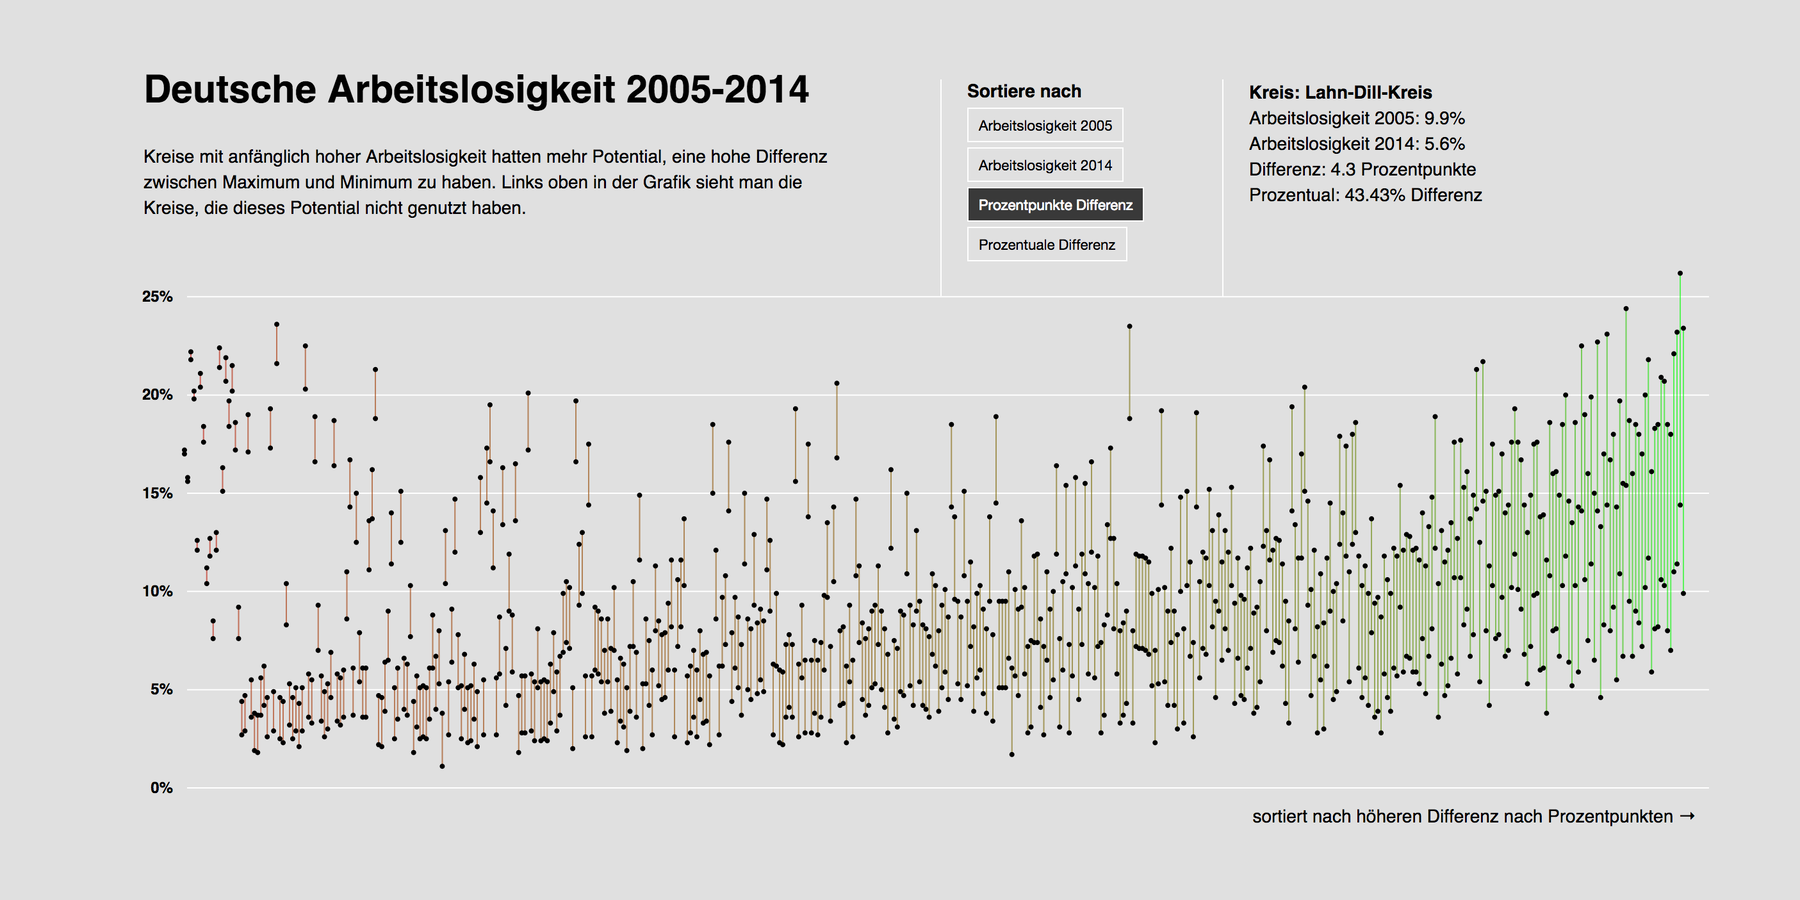 Deutsche Arbeitslosigkeit 2005-2014
Kreise mit anfänglich hoher Arbeitslosigkeit hatten mehr Potential, eine hohe Differenz
zwischen Maximum und Minimum zu haben. Links oben in der Grafik sieht man die
Kreise, die dieses Potential nicht genutzt haben.
Sortiere nach
Arbeitslosigkeit 2005
Arbeitslosigkeit 2014
Prozentpunkte Differenz
Prozentuale Differenz
Kreis: Lahn-Dill-Kreis
Arbeitslosigkeit 2005: 9.9%
Arbeitslosigkeit 2014: 5.6%
Differenz: 4.3 Prozentpunkte
Prozentual: 43.43% Differenz
25%
20%
15%
10%
5%
0%
sortiert nach höheren Differenz nach Prozentpunkten →